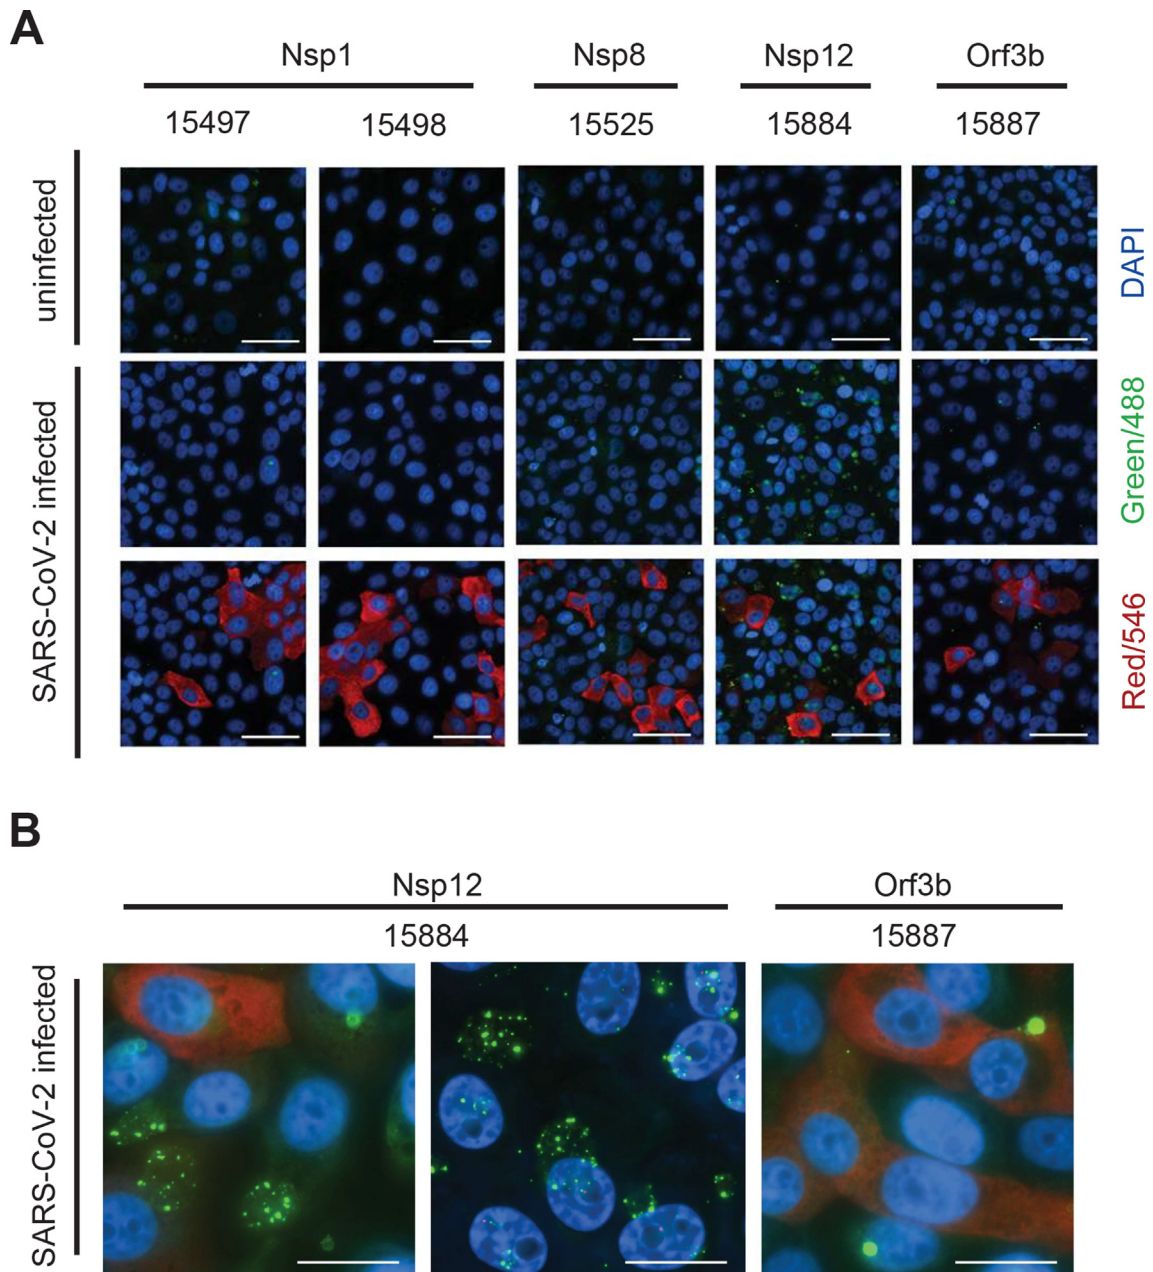 A
Nsp1 Nsp8 Nsp12 Orf3b
15497 15498 15525 15884 15887
uninfected
SARS-CoV-2 infected
DAPI
Green/488
Red/546
B
Nsp12 Orf3b
15884 15887
SARS-CoV-2 infected